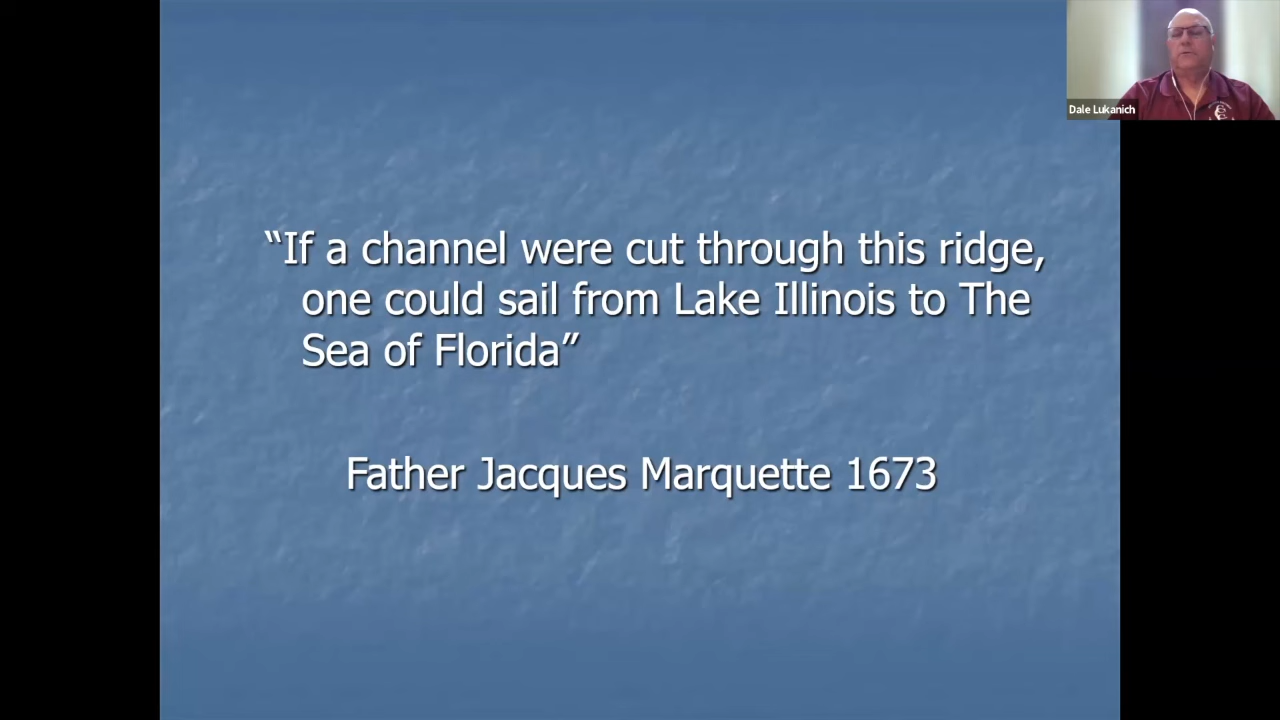 Dale Lukanich
“If a channel were cut through this ridge,
one could sail from Lake Illinois to The
Sea of Florida”
Father Jacques Marquette 1673